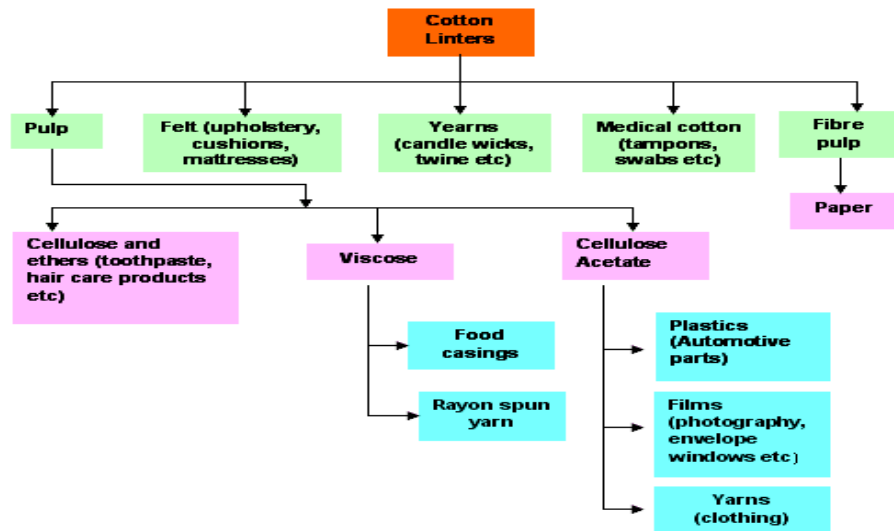 Cotton
Linters
Pulp
Felt (upholstery,
cushions,
mattresses)
Yearns
(candle wicks,
twine etc)
Medical cotton
(tampons,
swabs etc)
Fibre
pulp
Paper
Cellulose and
ethers (toothpaste,
hair care products
etc)
Viscose
Cellulose
Acetate
Food
casings
Rayon spun
yarn
Plastics
(Automotive
parts)
Films
(photography,
envelope
windows etc)
Yarns
(clothing)